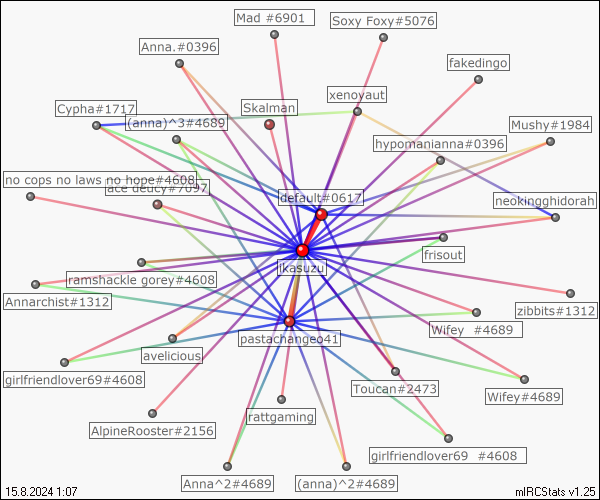 Mad #6901
Soxy Foxy#5076
Anna.#0396
fakedingo
xenoyaut
Skalman
Cypha#1717
(anna)^3#4689
Mushy#1984
hypomanianna#0396
no cops no laws no hope#4608
ace deucy#7097
default#0617
neokingghidorah
ikasuzu
frisout
ramshackle gorey#4608
Annarchist#1312
zibbits#1312
Wifey #4689
pastachangeo41
avelicious
girlfriendlover69#4608
Toucan#2473
Wifey#4689
rattgaming
AlpineRooster#2156
girlfriendlover69 #4608
Anna^2#4689
(anna)^2#4689
15.8.2024 1:07
mIRCStats v1.25